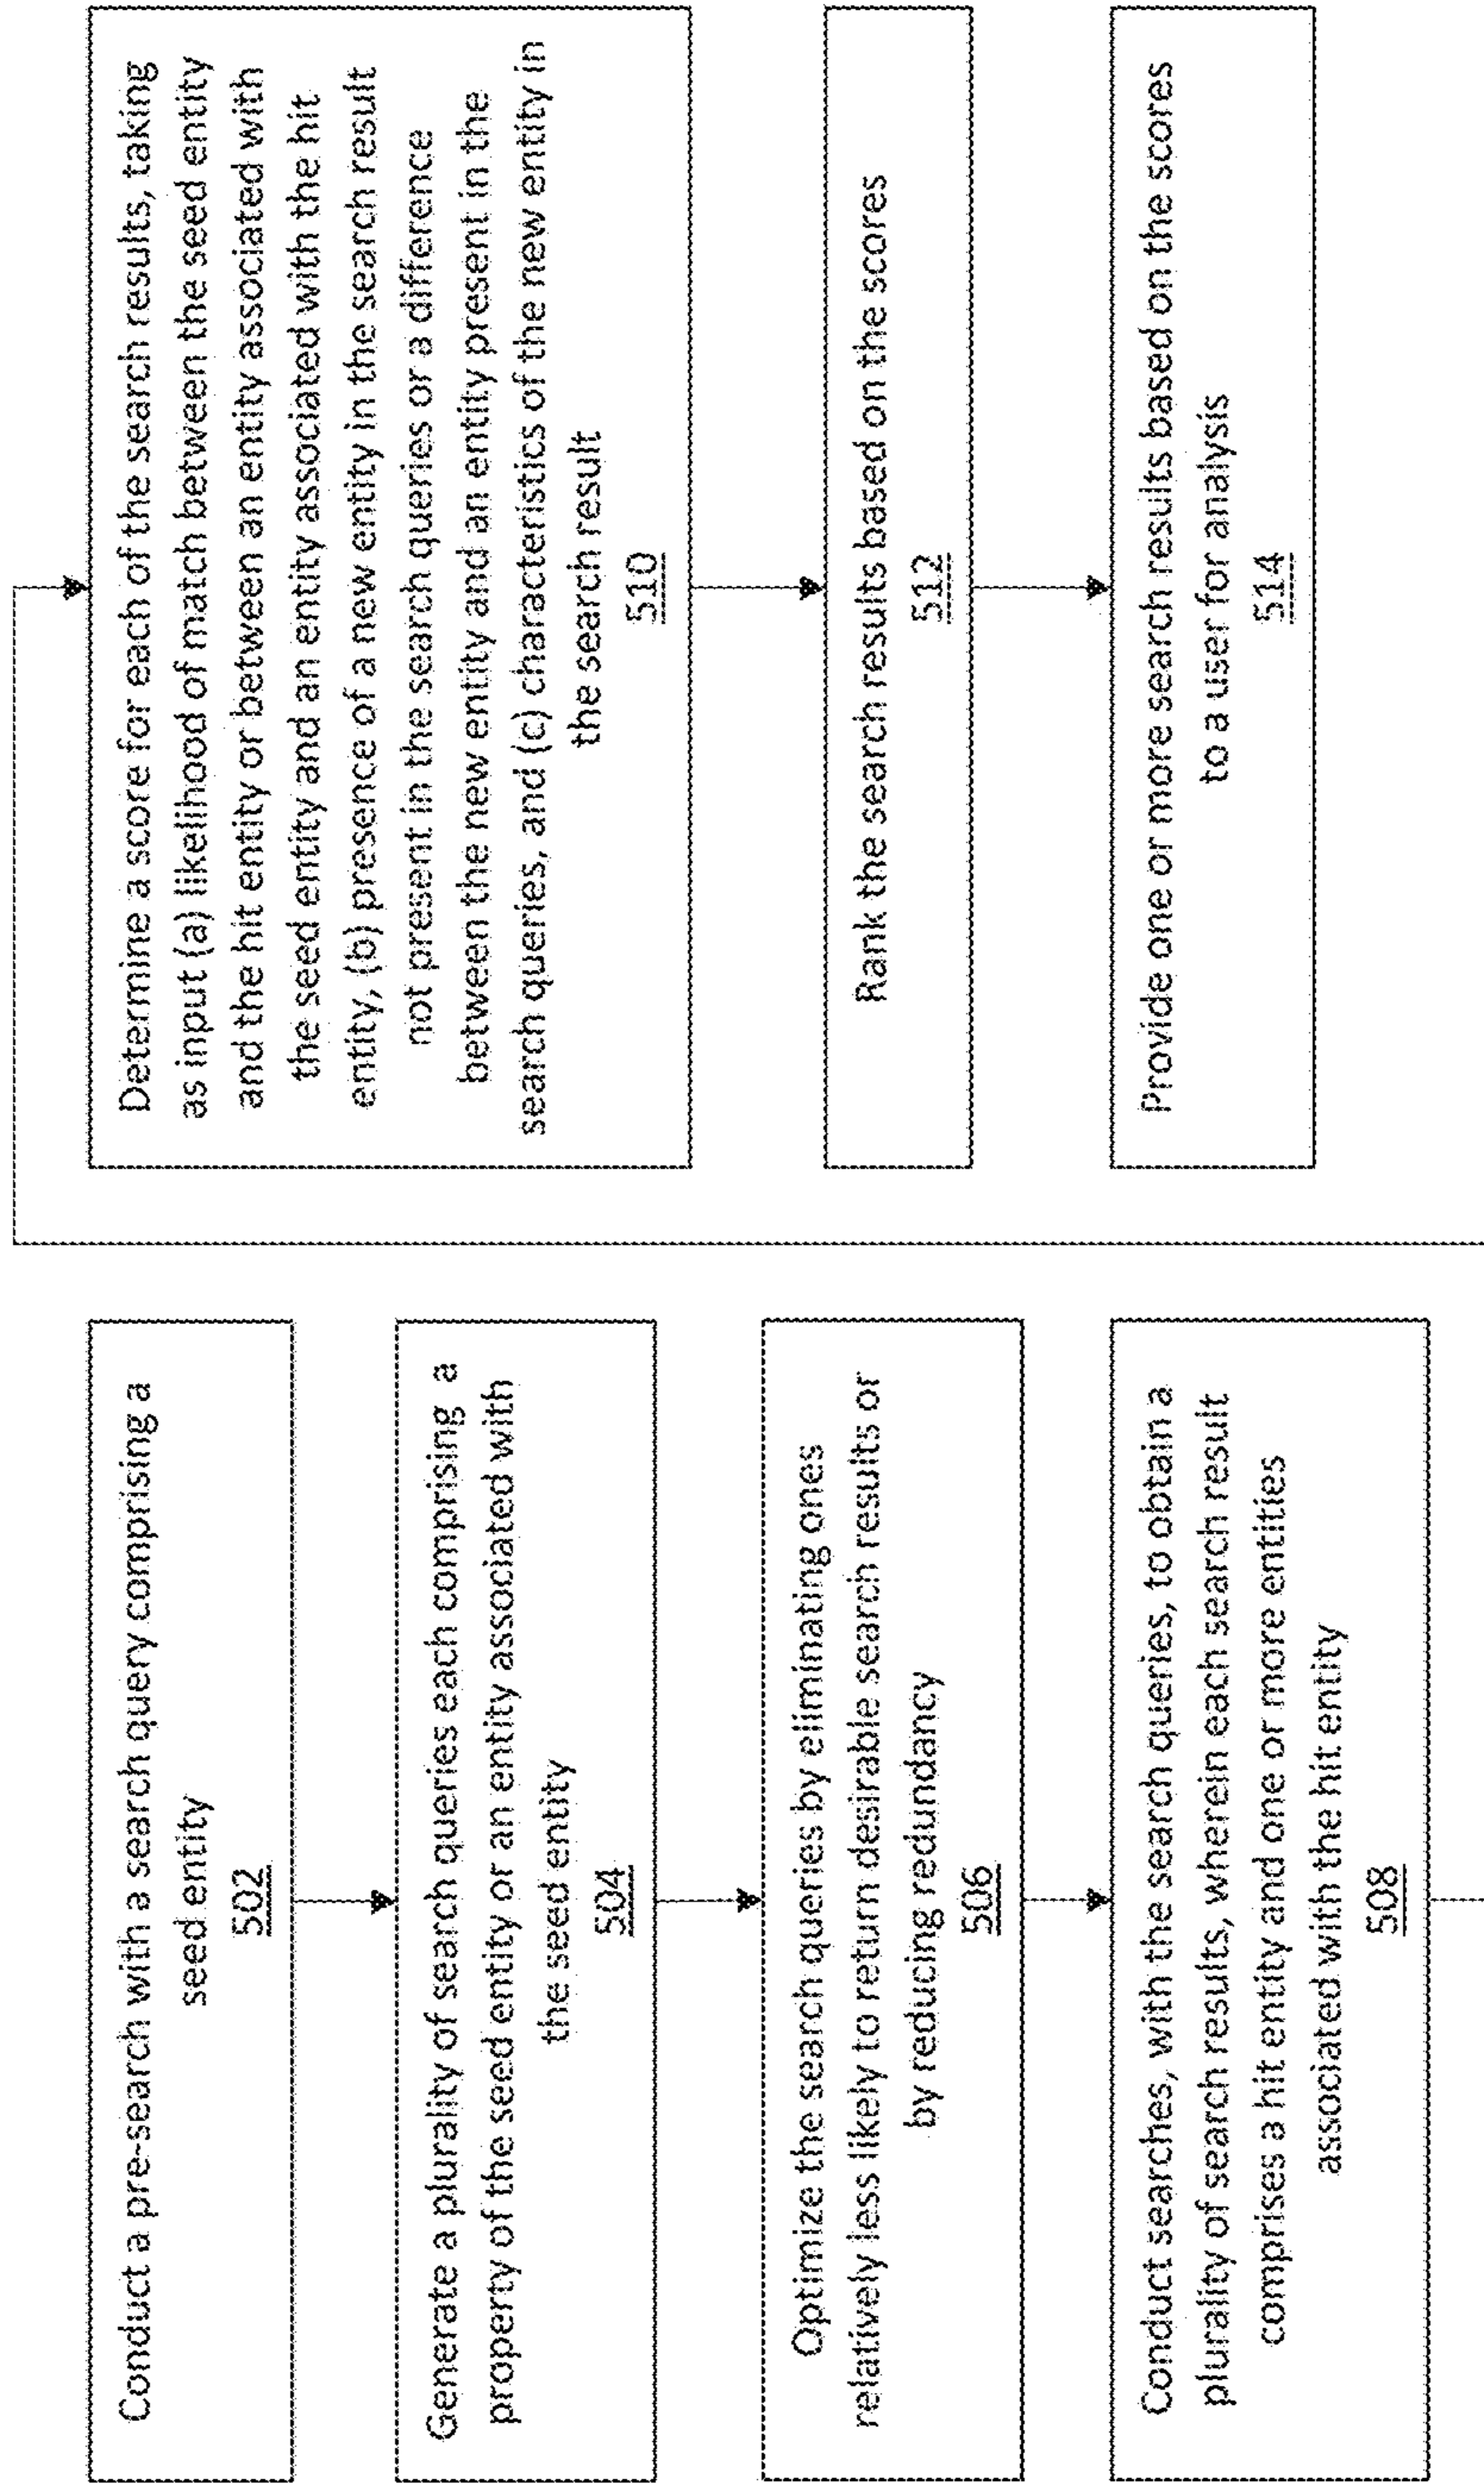 Conduct a pre-search with a search query comprising a
seed entity
502
Generate a plurality of search queries each comprising a
property of the seed entity or an entity associated with
the seed entity
504
Optimize the search queries by eliminating ones
relatively less likely to return desirable search results or
by reducing redundancy
506
Conduct searches, with the search queries, to obtain a
plurality of search results, wherein each search result
comprises a hit entity and one or more entities
associated with the hit entity
508
Determine a score for each of the search results, taking
as input (a) likelihood of match between the seed entity
and the hit entity or between an entity associated with
the seed entity and an entity associated with the hit
entity, (b) presence of a new entity in the search result
not present in the search queries or a difference
between the new entity and an entity present in the
search queries, and (c) characteristics of the new entity in
the search result
510
Rank the search results based on the scores
512
Provide one or more search results based on the scores
to a user for analysis
514